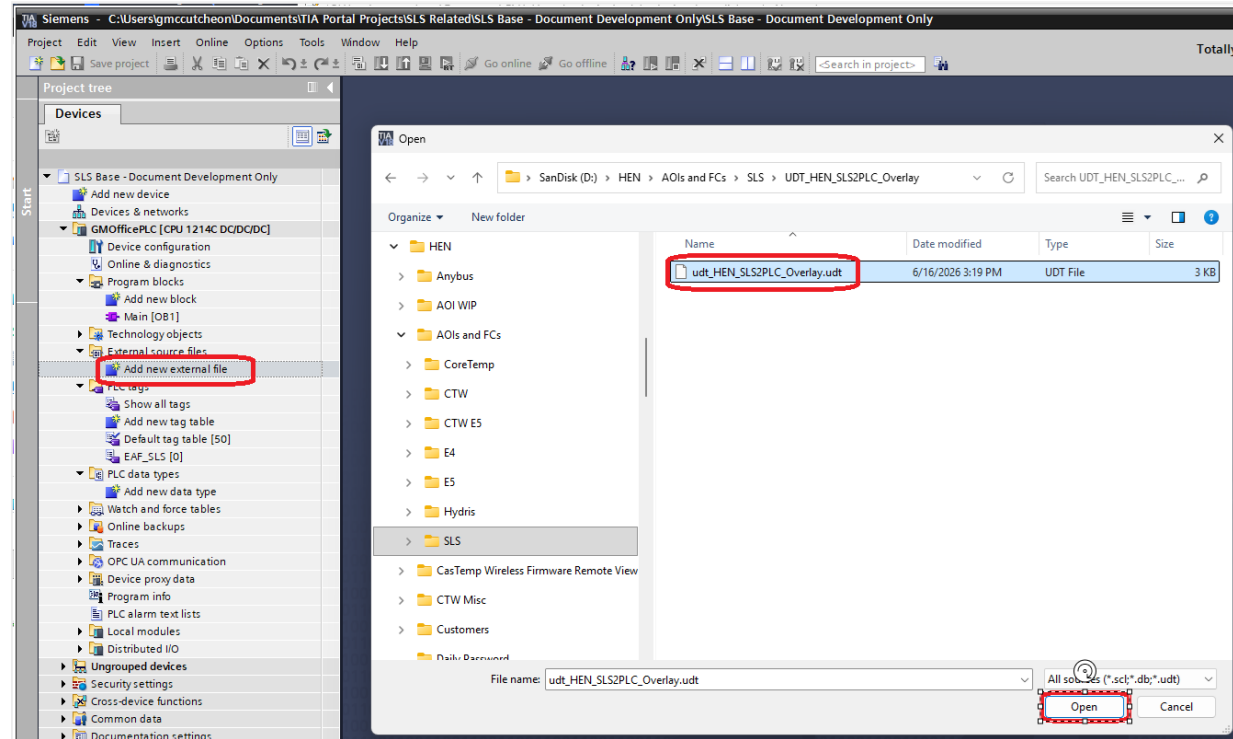 Siemens - C:\Users\gmccutcheon\Documents\TIA Portal Projects\SLS Related\SLS Base - Document Development Only\SLS Base - Document Development Only
Project Edit View Insert Online Options Tools Window Help
Totally
Save project
Go online
Go offline
<Search in project>
Project tree
Devices
Start
SLS Base - Document Development Only
Add new device
Devices & networks
GMOfficePLC [CPU 1214C DC/DC/DC]
Device configuration
Online & diagnostics
Program blocks
Add new block
Main [OB1]
Technology objects
External source files
Add new external file
PLC tags
Show all tags
Add new tag table
Default tag table [50]
EAF_SLS [0]
PLC data types
Add new data type
Watch and force tables
Online backups
Traces
OPC UA communication
Device proxy data
Program info
PLC alarm text lists
Local modules
Distributed I/O
Ungrouped devices
Security settings
Cross-device functions
Common data
Documentation settings
Open
SanDisk (D:) > HEN > AOIs and FCs > SLS > UDT_HEN_SLS2PLC_Overlay
Search UDT_HEN_SLS2PLC_...
Organize New folder
HEN
Anybus
AOI WIP
AOIs and FCs
CoreTemp
CTW
CTW E5
E4
E5
Hydris
SLS
CasTemp Wireless Firmware Remote View
CTW Misc
Customers
Daily Password
Name Date modified Type Size
udt_HEN_SLS2PLC_Overlay.udt 6/16/2026 3:19 PM UDT File 3 KB
File name: udt_HEN_SLS2PLC_Overlay.udt
All sources (*.scl;*.db;*.udt)
Open Cancel